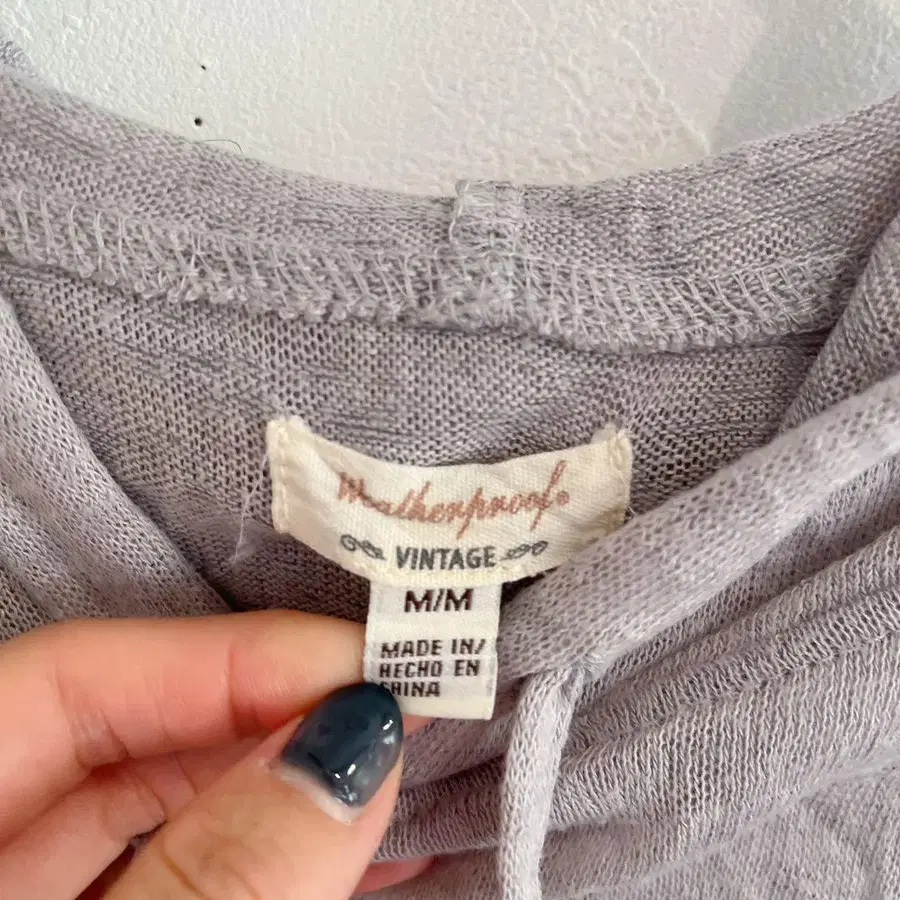 Weatherproof®
VINTAGE
M/M
MADE IN/
HECHO EN
CHINA